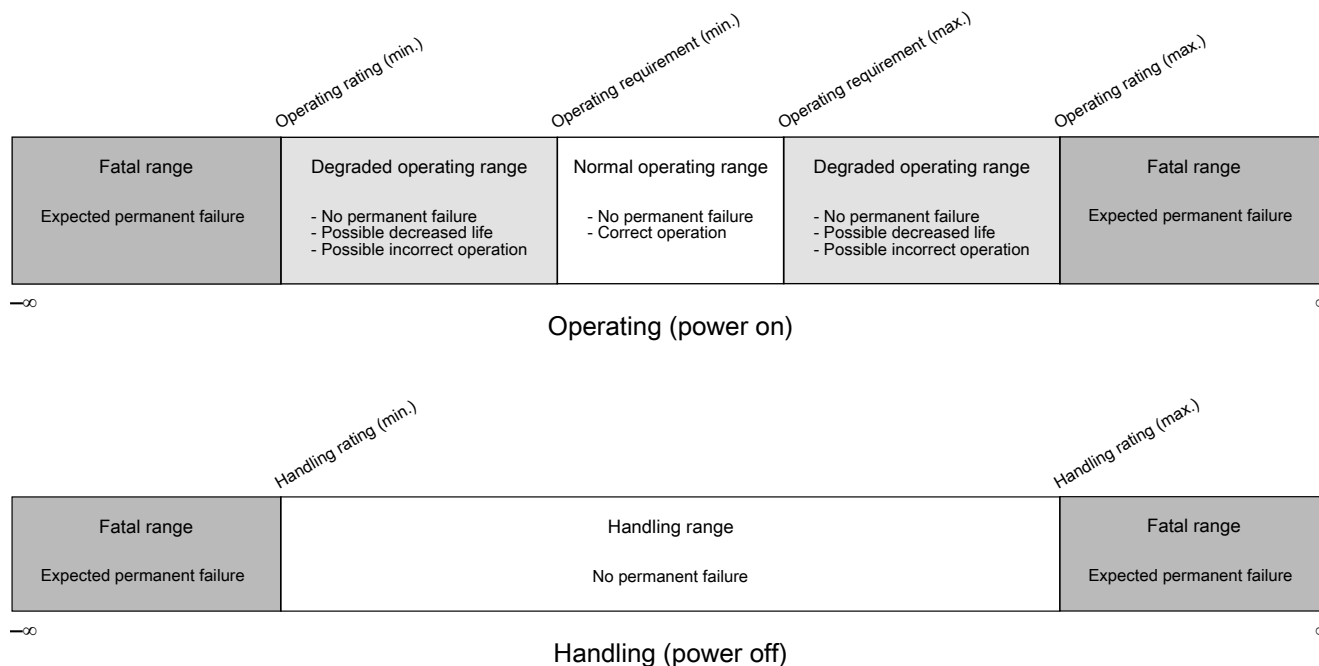 Operating rating (min.)
Operating requirement (min.)
Operating requirement (max.)
Operating rating (max.)
Fatal range
Degraded operating range
Normal operating range
Degraded operating range
Fatal range
Expected permanent failure
- No permanent failure
- Possible decreased life
- Possible incorrect operation
- No permanent failure
- Correct operation
- No permanent failure
- Possible decreased life
- Possible incorrect operation
Expected permanent failure
–∞
Operating (power on)
Handling rating (min.)
Handling rating (max.)
Fatal range
Handling range
Fatal range
Expected permanent failure
No permanent failure
Expected permanent failure
–∞
Handling (power off)